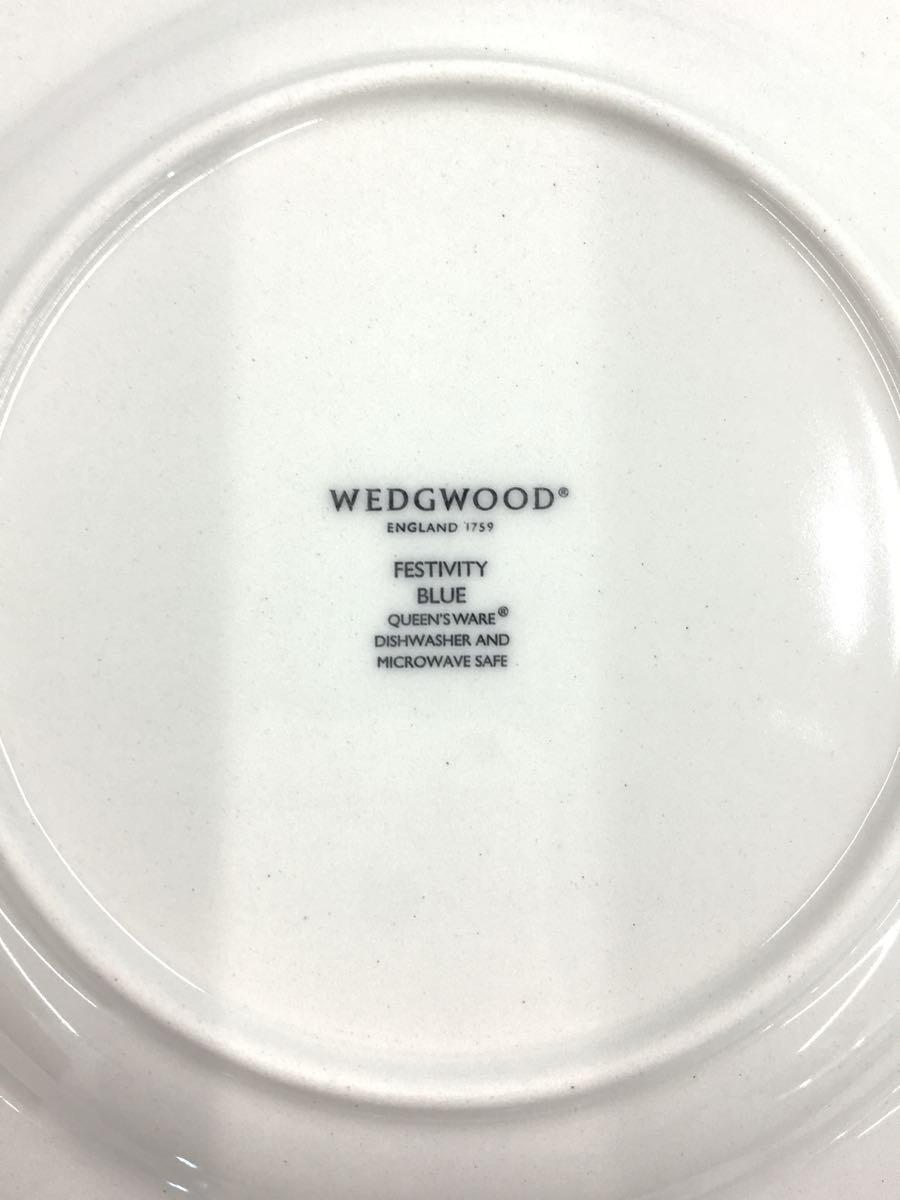 WEDGWOOD®
ENGLAND 1759
FESTIVITY
BLUE
QUEEN'S WARE®
DISHWASHER AND
MICROWAVE SAFE